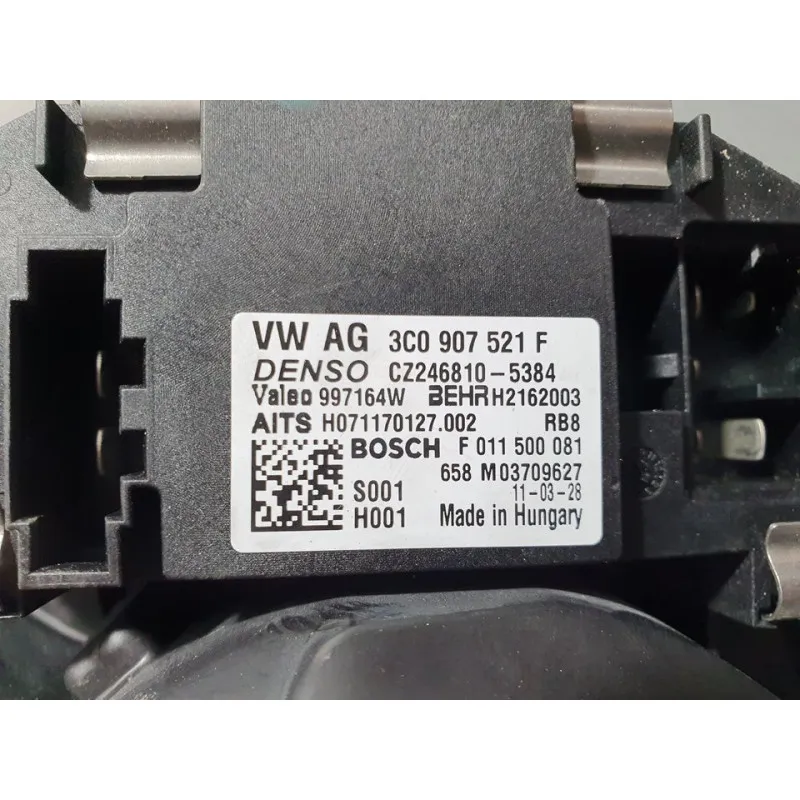 VW AG 3C0 907 521 F
DENSO CZ246810-5384
Valeo 997164W BEHR H2162003
AITS H071170127.002 RB8
BOSCH F 011 500 081
658 M 03709627
S001 11-03-28
H001 Made in Hungary